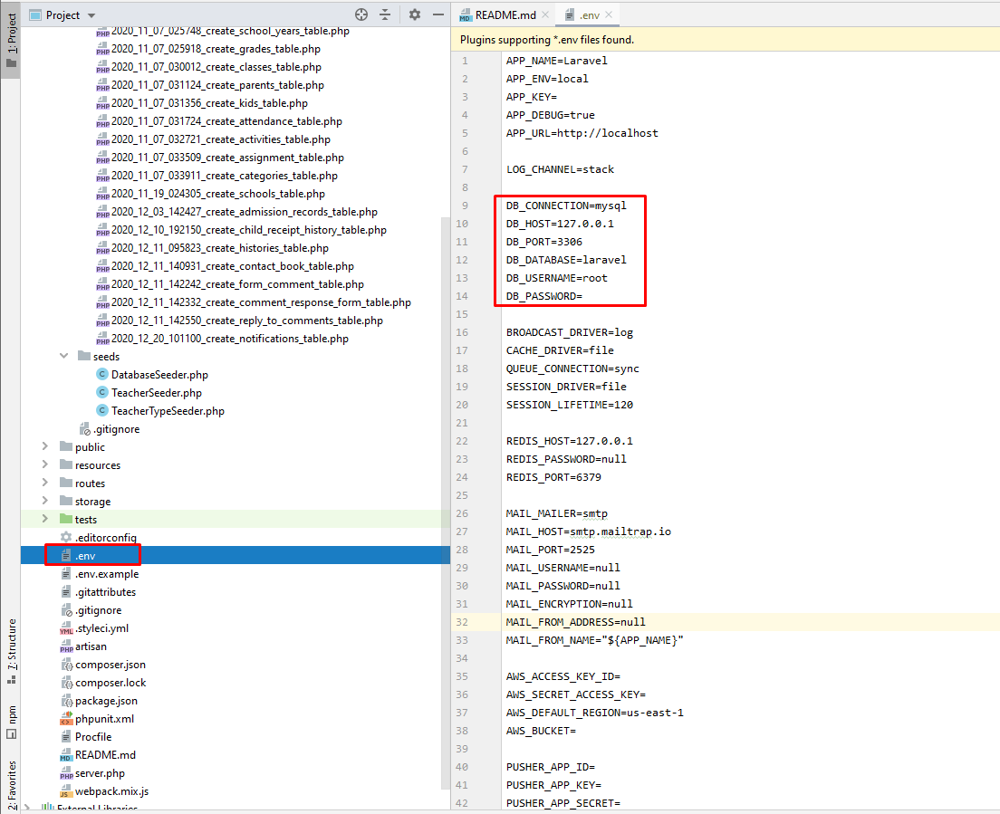 Project
README.md
.env
1: Project
2020_11_07_025748_create_school_years_table.php
2020_11_07_025918_create_grades_table.php
2020_11_07_030012_create_classes_table.php
2020_11_07_031124_create_parents_table.php
2020_11_07_031356_create_kids_table.php
2020_11_07_031724_create_attendance_table.php
2020_11_07_032721_create_activities_table.php
2020_11_07_033509_create_assignment_table.php
2020_11_07_033911_create_categories_table.php
2020_11_19_024305_create_schools_table.php
2020_12_03_142427_create_admission_records_table.php
2020_12_10_192150_create_child_receipt_history_table.php
2020_12_11_095823_create_histories_table.php
2020_12_11_140931_create_contact_book_table.php
2020_12_11_142242_create_form_comment_table.php
2020_12_11_142332_create_comment_response_form_table.php
2020_12_11_142550_create_reply_to_comments_table.php
2020_12_20_101100_create_notifications_table.php
seeds
DatabaseSeeder.php
TeacherSeeder.php
TeacherTypeSeeder.php
.gitignore
public
resources
routes
storage
tests
.editorconfig
.env
.env.example
.gitattributes
.gitignore
.styleci.yml
artisan
composer.json
composer.lock
package.json
phpunit.xml
Procfile
README.md
server.php
webpack.mix.js
External Libraries
7: Structure
npm
2: Favorites
Plugins supporting *.env files found.
1 APP_NAME=Laravel
2 APP_ENV=local
3 APP_KEY=
4 APP_DEBUG=true
5 APP_URL=http://localhost
6
7 LOG_CHANNEL=stack
8
9 DB_CONNECTION=mysql
10 DB_HOST=127.0.0.1
11 DB_PORT=3306
12 DB_DATABASE=laravel
13 DB_USERNAME=root
14 DB_PASSWORD=
15
16 BROADCAST_DRIVER=log
17 CACHE_DRIVER=file
18 QUEUE_CONNECTION=sync
19 SESSION_DRIVER=file
20 SESSION_LIFETIME=120
21
22 REDIS_HOST=127.0.0.1
23 REDIS_PASSWORD=null
24 REDIS_PORT=6379
25
26 MAIL_MAILER=smtp
27 MAIL_HOST=smtp.mailtrap.io
28 MAIL_PORT=2525
29 MAIL_USERNAME=null
30 MAIL_PASSWORD=null
31 MAIL_ENCRYPTION=null
32 MAIL_FROM_ADDRESS=null
33 MAIL_FROM_NAME="${APP_NAME}"
34
35 AWS_ACCESS_KEY_ID=
36 AWS_SECRET_ACCESS_KEY=
37 AWS_DEFAULT_REGION=us-east-1
38 AWS_BUCKET=
39
40 PUSHER_APP_ID=
41 PUSHER_APP_KEY=
42 PUSHER_APP_SECRET=